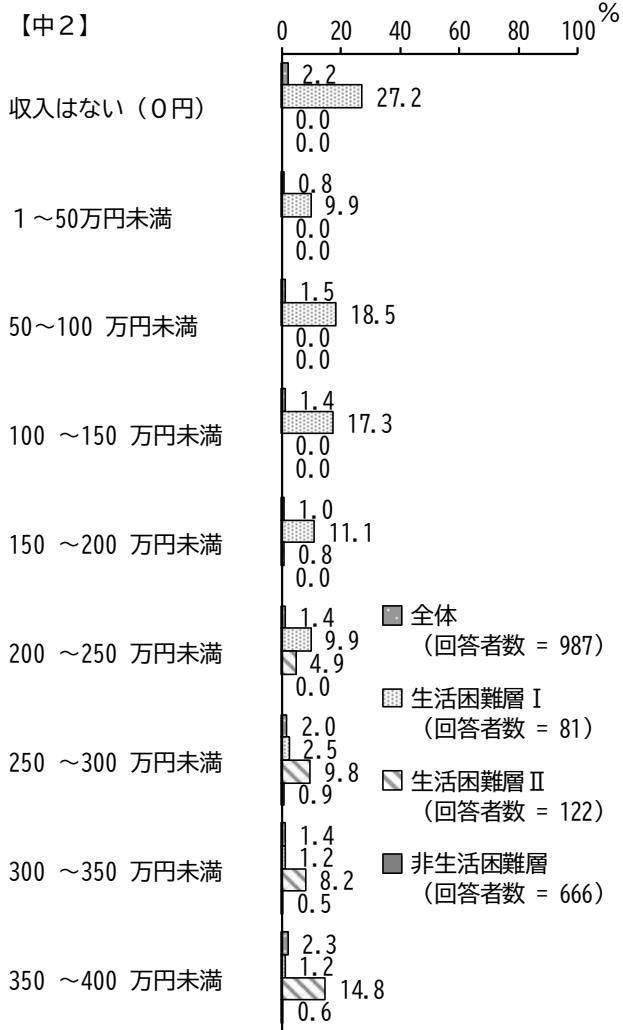 【中２】
%
0 20 40 60 80 100
収入はない（０円）
2.2
27.2
0.0
0.0
１～50万円未満
0.8
9.9
0.0
0.0
50～100 万円未満
1.5
18.5
0.0
0.0
100 ～150 万円未満
1.4
17.3
0.0
0.0
150 ～200 万円未満
1.0
11.1
0.8
0.0
200 ～250 万円未満
1.4
9.9
4.9
0.0
250 ～300 万円未満
2.0
2.5
9.8
0.9
300 ～350 万円未満
1.4
1.2
8.2
0.5
350 ～400 万円未満
2.3
1.2
14.8
0.6
全体
（回答者数 = 987）
生活困難層Ⅰ
（回答者数 = 81）
生活困難層Ⅱ
（回答者数 = 122）
非生活困難層
（回答者数 = 666）